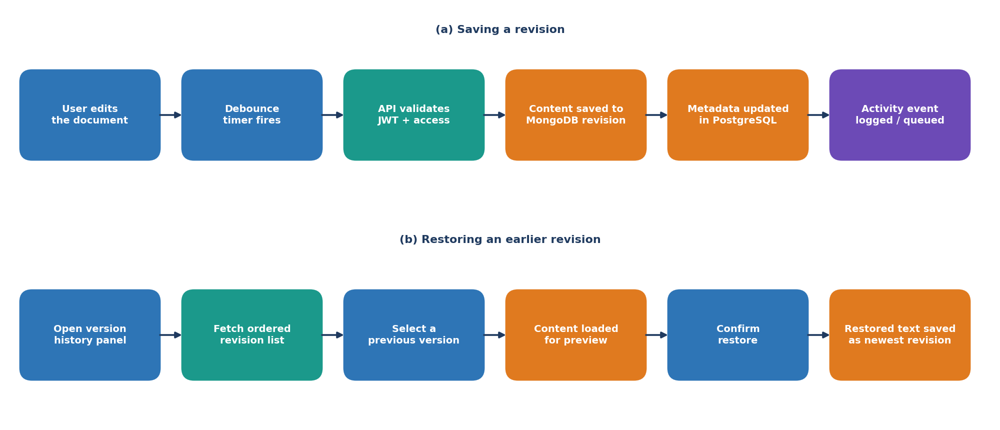 (a) Saving a revision
User edits
the document
Debounce
timer fires
API validates
JWT + access
Content saved to
MongoDB revision
Metadata updated
in PostgreSQL
Activity event
logged / queued
(b) Restoring an earlier revision
Open version
history panel
Fetch ordered
revision list
Select a
previous version
Content loaded
for preview
Confirm
restore
Restored text saved
as newest revision